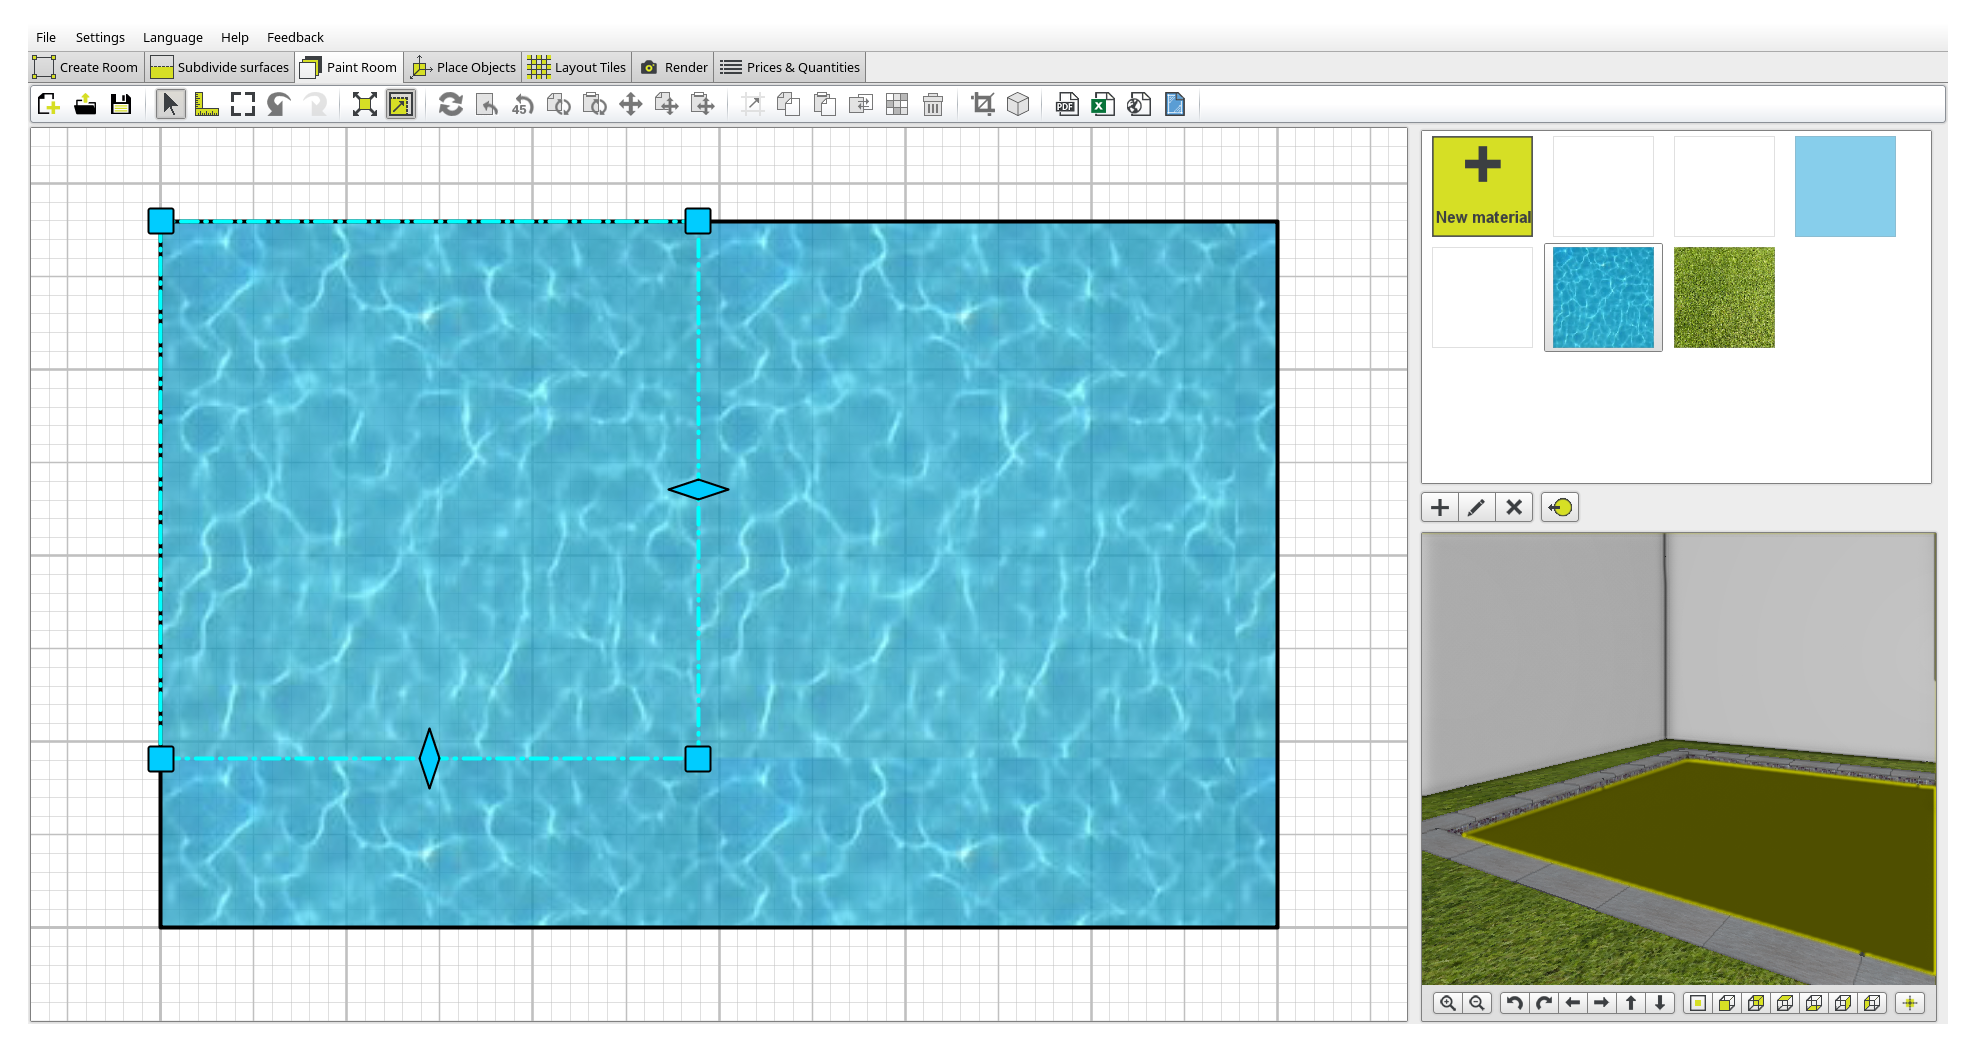 File Settings Language Help Feedback
Create Room Subdivide surfaces Paint Room Place Objects Layout Tiles Render Prices & Quantities
45 PDF X
New material